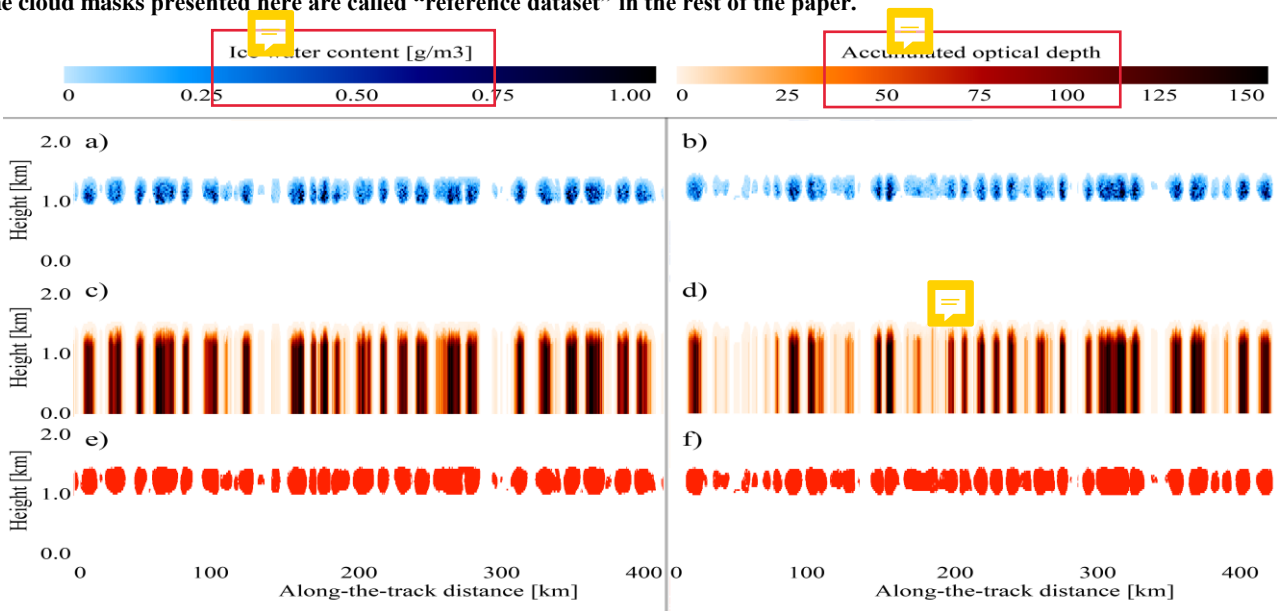 ne cloud masks presented here are called “reference dataset” in the rest of the paper.
Ice water content [g/m3]
0 0.25 0.50 0.75 1.00
Accumulated optical depth
0 25 50 75 100 125 150
2.0 a)
Height [km]
1.0
0.0
b)
2.0 c)
Height [km]
1.0
0.0
d)
2.0 e)
Height [km]
1.0
0.0
f)
0 100 200 300 400
Along-the-track distance [km]
0 100 200 300 400
Along-the-track distance [km]